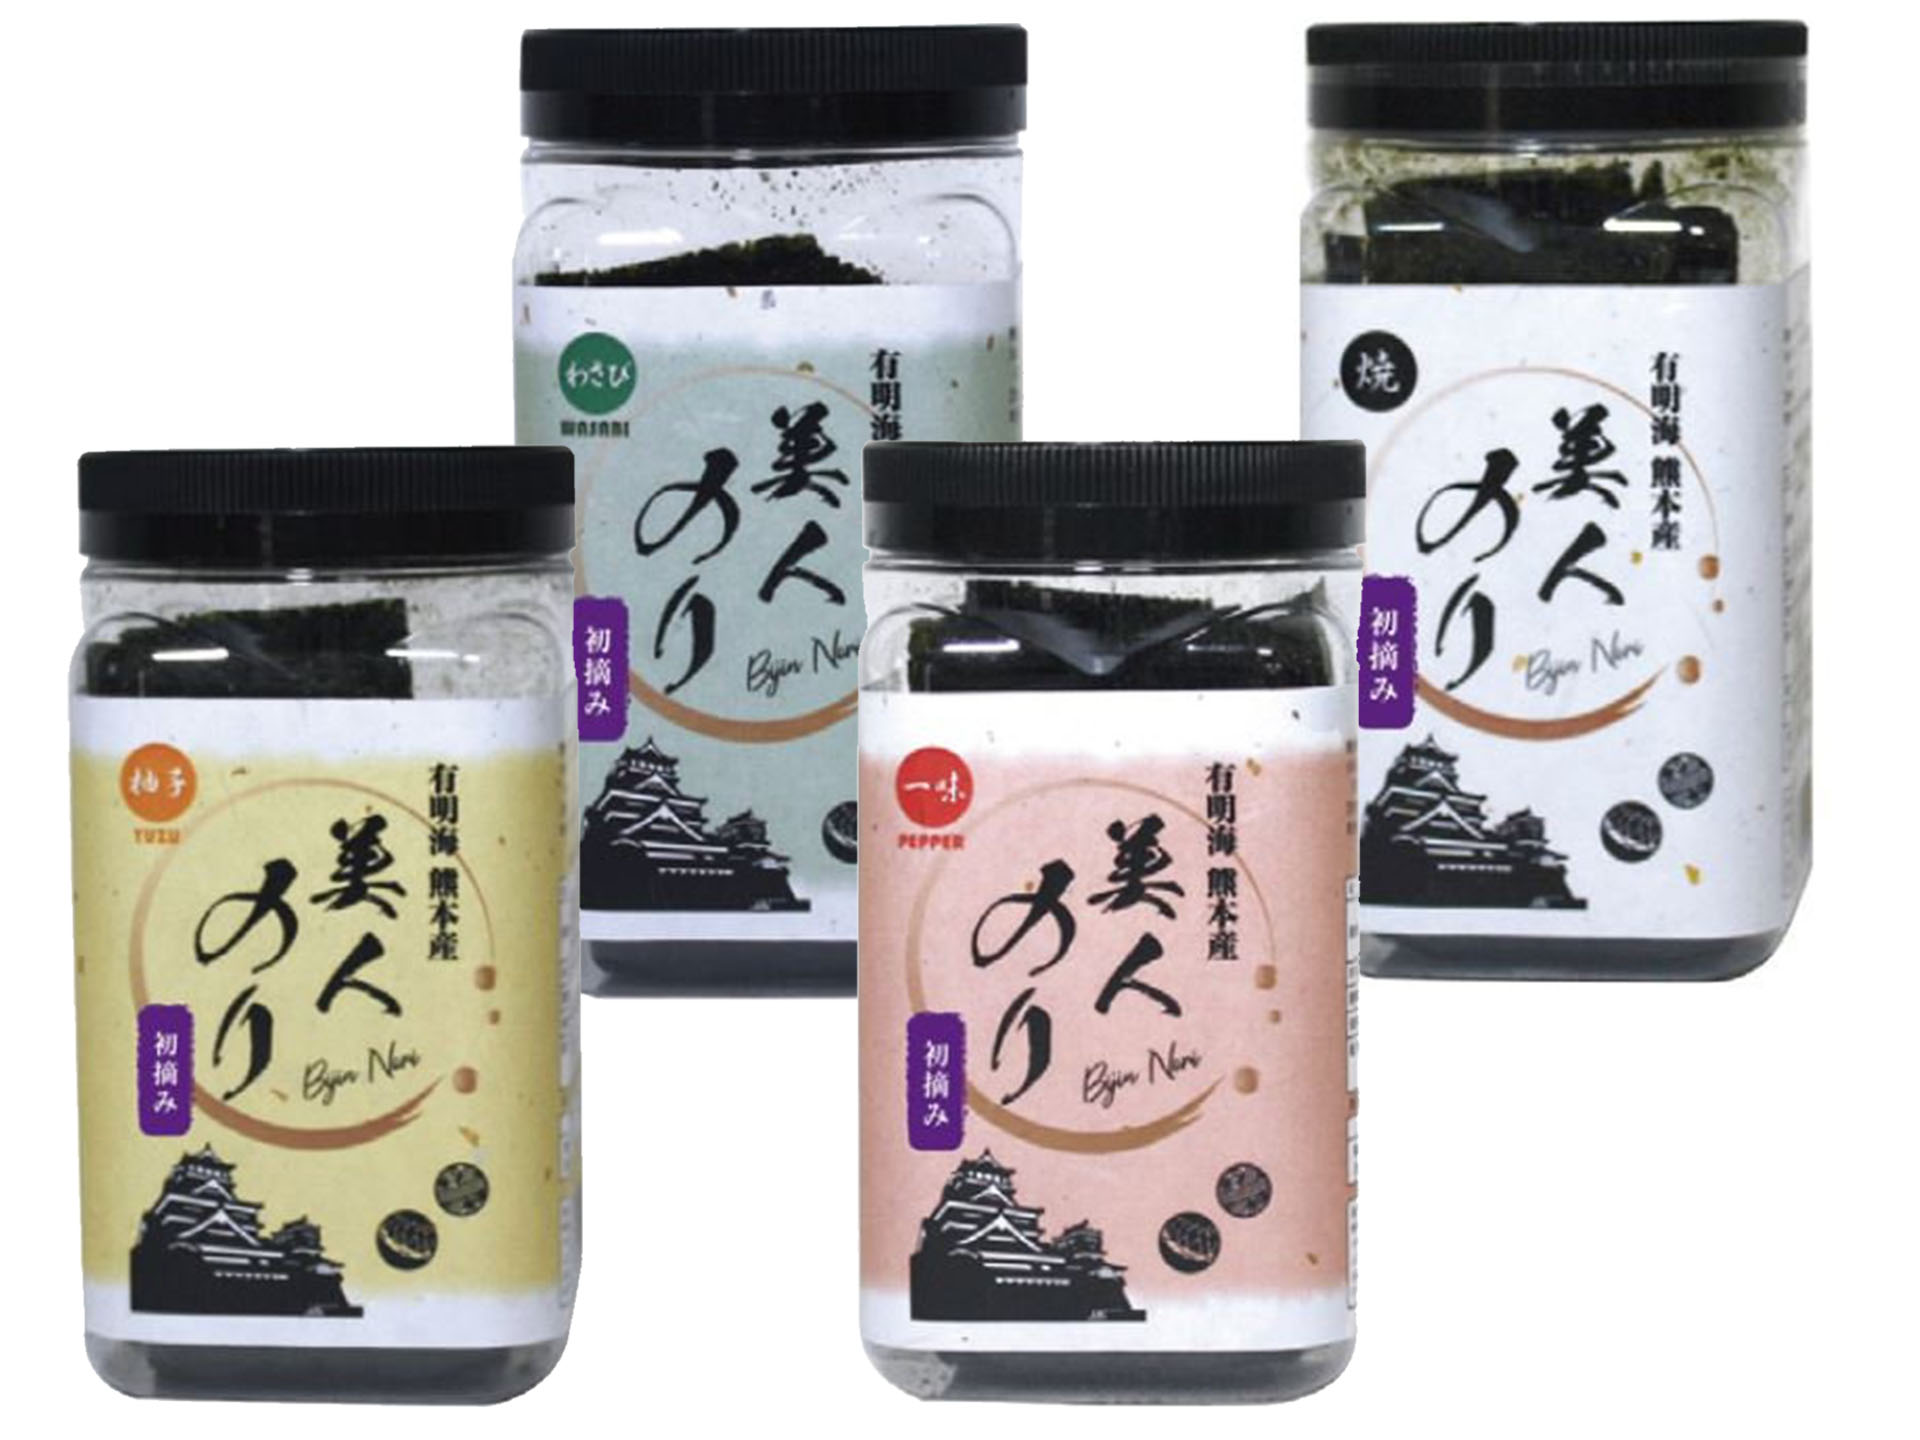 わさび
WASABI
有明海
美人
のり
Bijin Nori
初摘み
焼
有明海 熊本産
美人
のり
Bijin Nori
初摘み
柚子
YUZU
有明海 熊本産
美人
のり
Bijin Nori
初摘み
一味
PEPPER
有明海 熊本産
美人
のり
Bijin Nori
初摘み